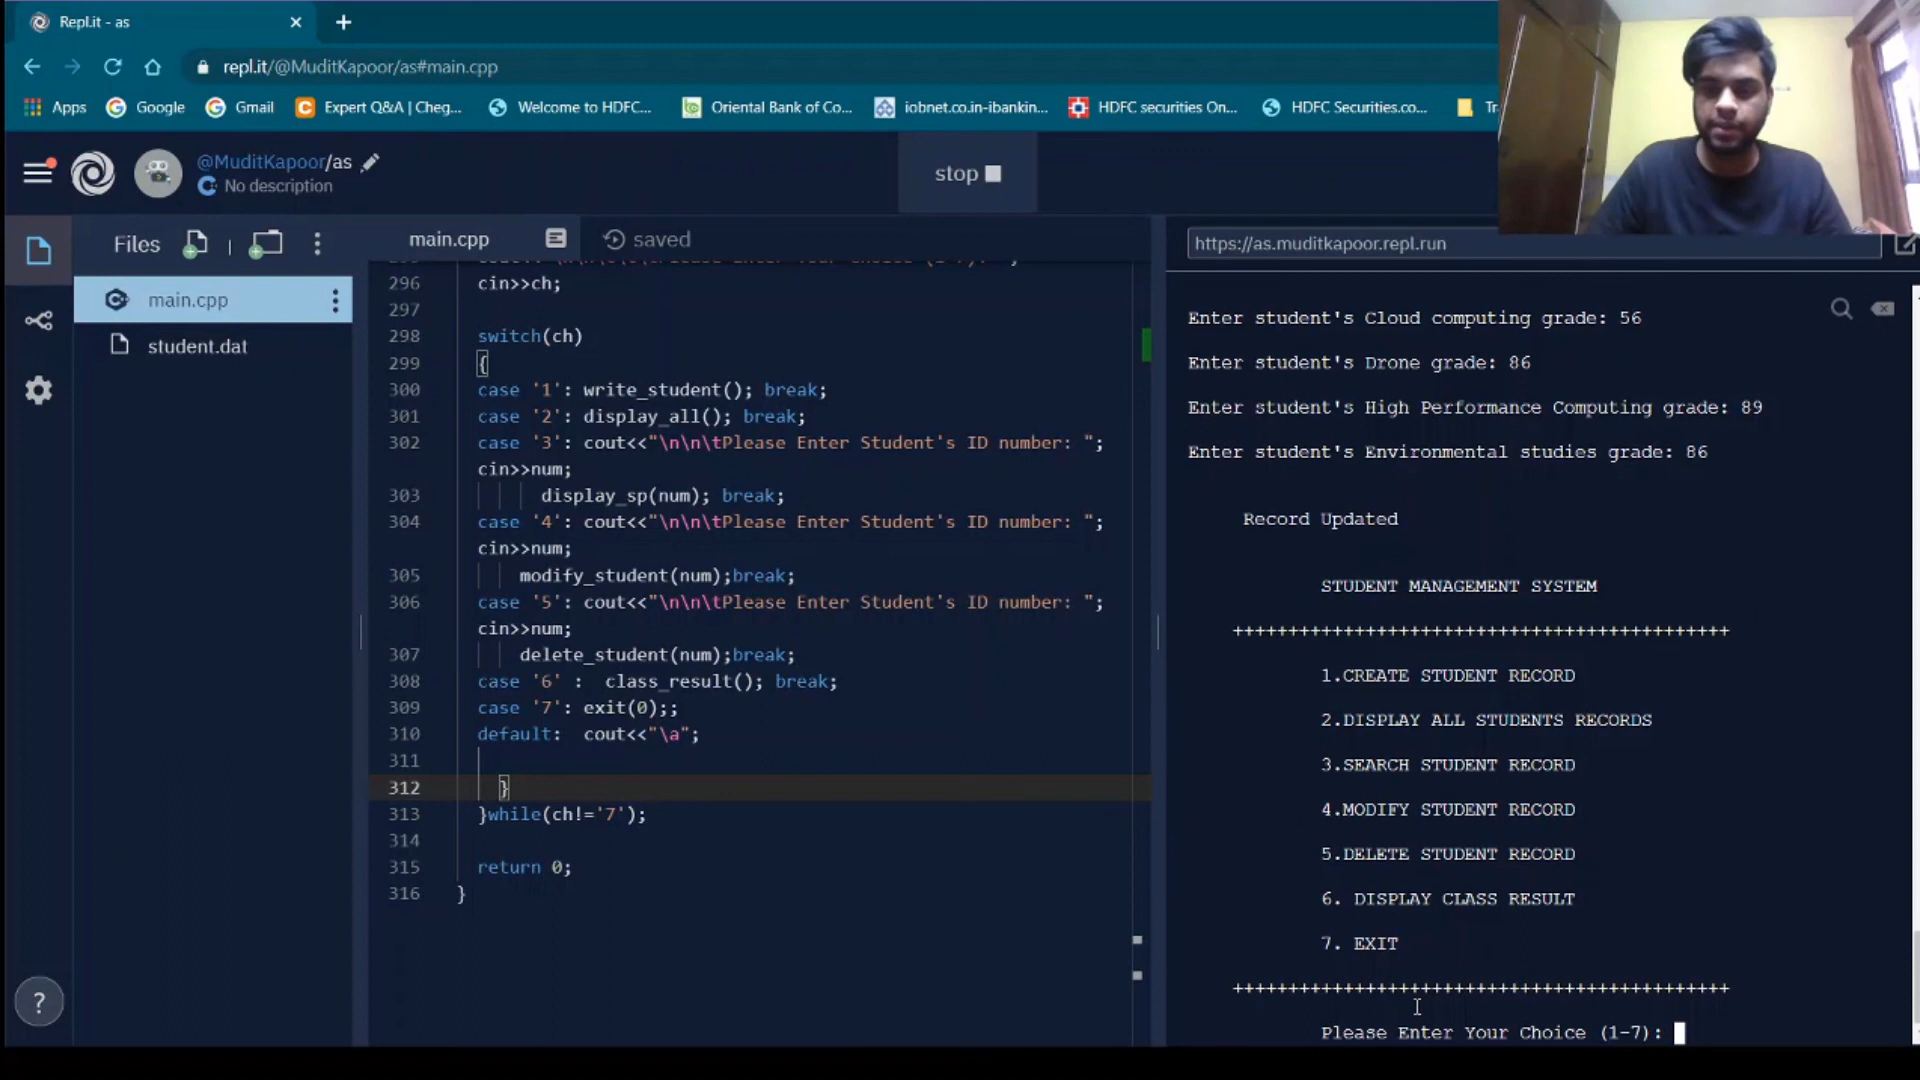 Repl.it - as
repl.it/@MuditKapoor/as#main.cpp
Apps Google Gmail Expert Q&A | Cheg... Welcome to HDFC... Oriental Bank of Co... iobnet.co.in-ibankin... HDFC securities On... HDFC Securities.co... Tr
@MuditKapoor/as
No description
stop
Files
main.cpp
saved
https://as.muditkapoor.repl.run
main.cpp
student.dat
296 cin>>ch;
297
298 switch(ch)
299 {
300 case '1': write_student(); break;
301 case '2': display_all(); break;
302 case '3': cout<<"\n\n\tPlease Enter Student's ID number: ";
cin>>num;
303 display_sp(num); break;
304 case '4': cout<<"\n\n\tPlease Enter Student's ID number: ";
cin>>num;
305 modify_student(num);break;
306 case '5': cout<<"\n\n\tPlease Enter Student's ID number: ";
cin>>num;
307 delete_student(num);break;
308 case '6' : class_result(); break;
309 case '7': exit(0);;
310 default: cout<<"\a";
311
312 }
313 }while(ch!='7');
314
315 return 0;
316 }
?
Enter student's Cloud computing grade: 56
Enter student's Drone grade: 86
Enter student's High Performance Computing grade: 89
Enter student's Environmental studies grade: 86
Record Updated
STUDENT MANAGEMENT SYSTEM
+++++++++++++++++++++++++++++++++++++++++++++
1.CREATE STUDENT RECORD
2.DISPLAY ALL STUDENTS RECORDS
3.SEARCH STUDENT RECORD
4.MODIFY STUDENT RECORD
5.DELETE STUDENT RECORD
6. DISPLAY CLASS RESULT
7. EXIT
+++++++++++++++++++++++++++++++++++++++++++++
Please Enter Your Choice (1-7):